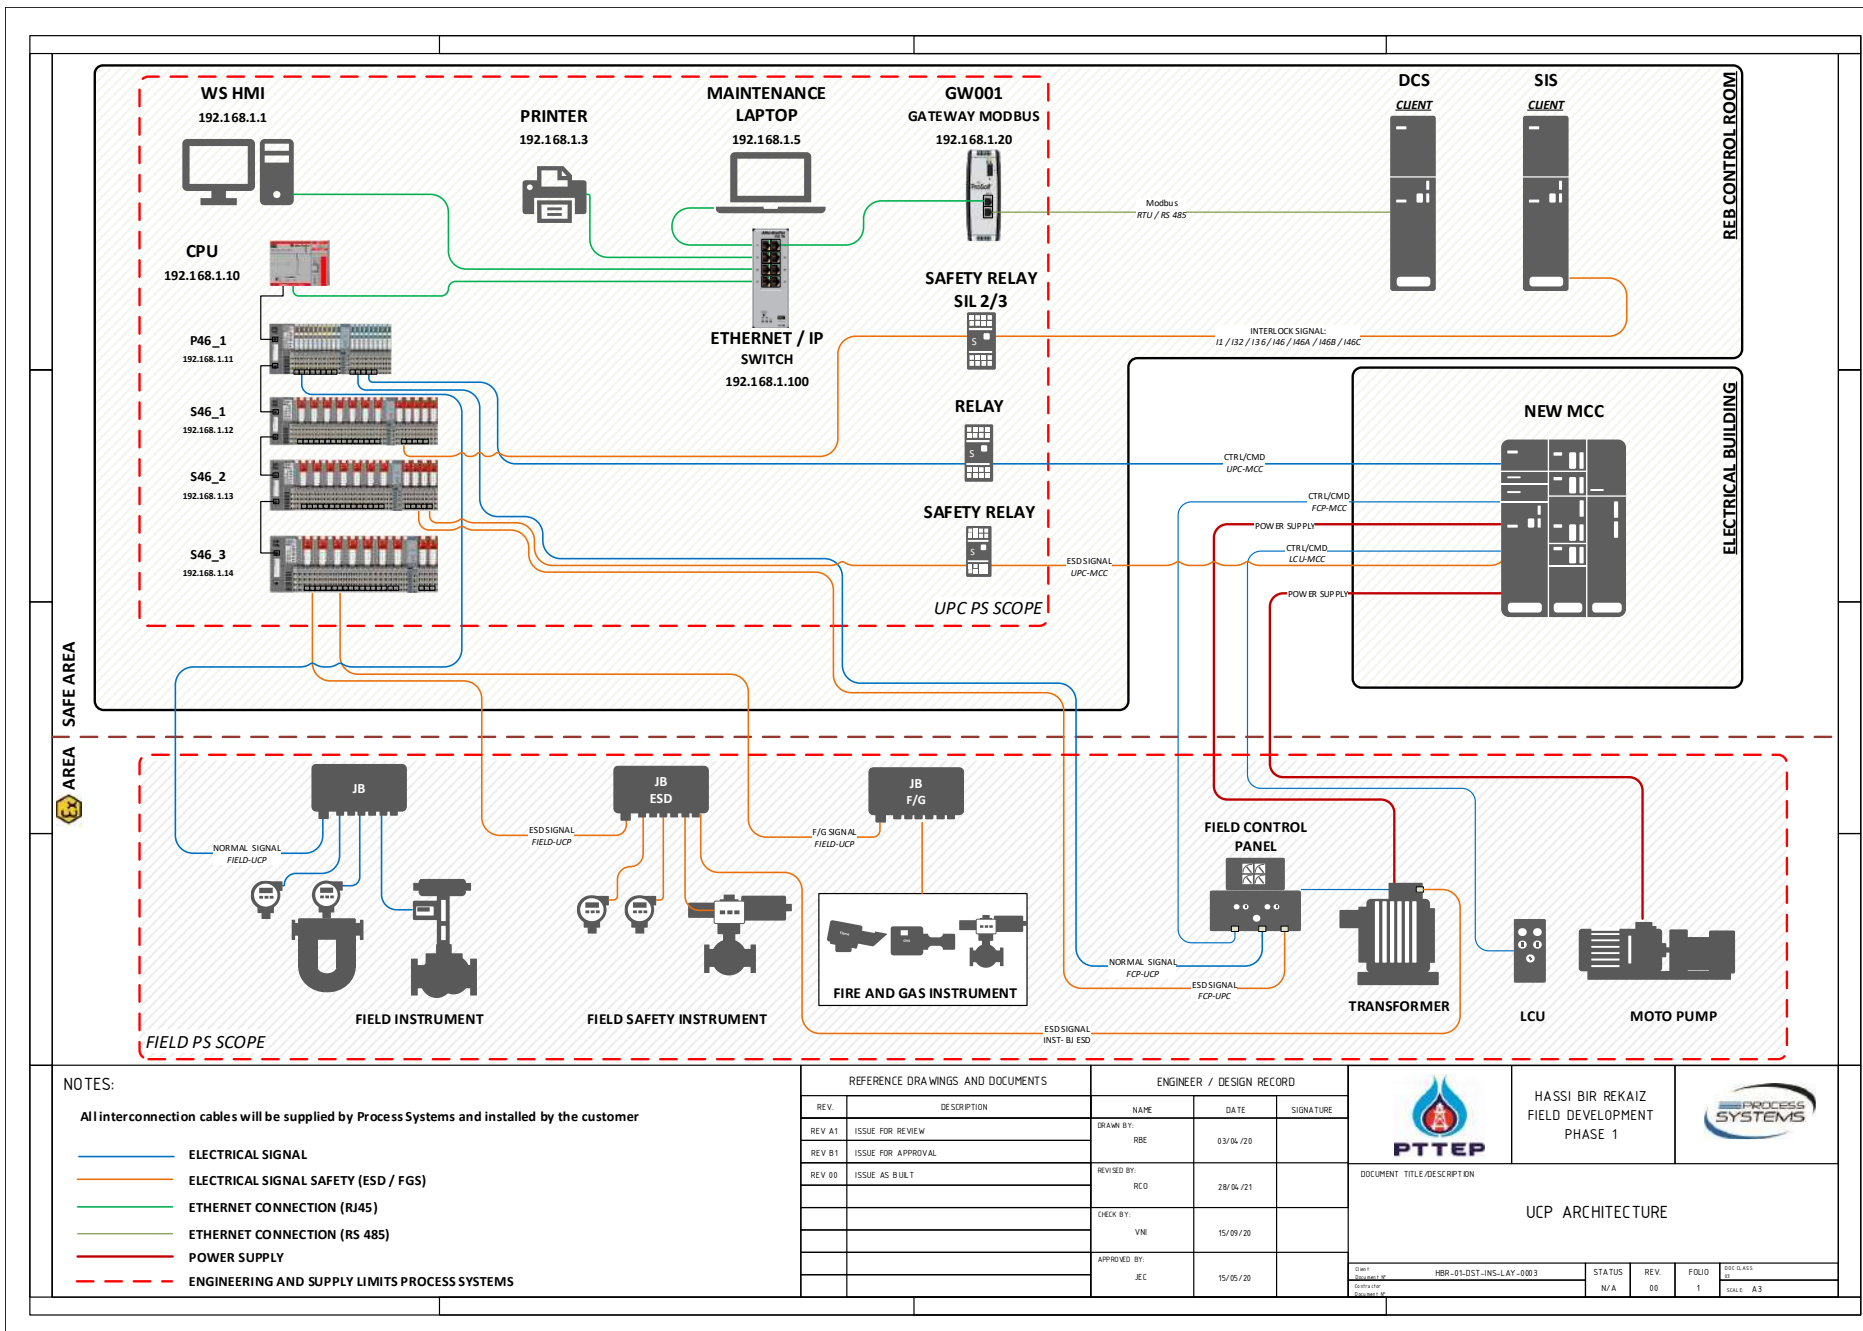 WS HMI
192.168.1.1
PRINTER
192.168.1.3
MAINTENANCE
LAPTOP
192.168.1.5
GW001
GATEWAY MODBUS
192.168.1.20
DCS
CLIENT
SIS
CLIENT
REB CONTROL ROOM
Modbus
RTU / RS 485
CPU
192.168.1.10
SAFETY RELAY
SIL 2/3
INTERLOCK SIGNAL:
I1 / I32 / I36 / I46 / I46A / I46B / I46C
P46_1
192.168.1.11
ETHERNET / IP
SWITCH
192.168.1.100
S46_1
192.168.1.12
RELAY
NEW MCC
ELECTRICAL BUILDING
S46_2
192.168.1.13
CTRL/CMD
UPC-MCC
CTRL/CMD
FCP-MCC
SAFETY RELAY
POWER SUPPLY
S46_3
192.168.1.14
ESD SIGNAL
UPC-MCC
CTRL/CMD
LCU-MCC
POWER SUPPLY
UPC PS SCOPE
SAFE AREA
AREA
JB
JB
ESD
JB
F/G
NORMAL SIGNAL
FIELD-UCP
ESD SIGNAL
FIELD-UCP
F/G SIGNAL
FIELD-UCP
FIELD CONTROL
PANEL
NORMAL SIGNAL
FCP-UCP
ESD SIGNAL
FCP-UPC
FIRE AND GAS INSTRUMENT
FIELD INSTRUMENT
FIELD SAFETY INSTRUMENT
TRANSFORMER
LCU
MOTO PUMP
ESD SIGNAL
INST- BJ ESD
FIELD PS SCOPE
NOTES:
All interconnection cables will be supplied by Process Systems and installed by the customer
ELECTRICAL SIGNAL
ELECTRICAL SIGNAL SAFETY (ESD / FGS)
ETHERNET CONNECTION (RJ45)
ETHERNET CONNECTION (RS 485)
POWER SUPPLY
ENGINEERING AND SUPPLY LIMITS PROCESS SYSTEMS
REFERENCE DRAWINGS AND DOCUMENTS
REV. DESCRIPTION
REV A1 ISSUE FOR REVIEW
REV B1 ISSUE FOR APPROVAL
REV 00 ISSUE AS BUILT
ENGINEER / DESIGN RECORD
NAME DATE SIGNATURE
DRAWN BY:
RBE 03/04/20
REVISED BY:
RCO 28/04/21
CHECK BY:
VNI 15/09/20
APPROVED BY:
JEC 15/05/20
PTTEP
HASSI BIR REKAIZ
FIELD DEVELOPMENT
PHASE 1
PROCESS
SYSTEMS
DOCUMENT TITLE/DESCRIPTION
UCP ARCHITECTURE
Client
Document N°
HBR-01-DST-INS-LAY-0003
Contractor
Document N°
STATUS
N/A
REV.
00
FOLIO
1
DOC CLASS
SCALE: A3